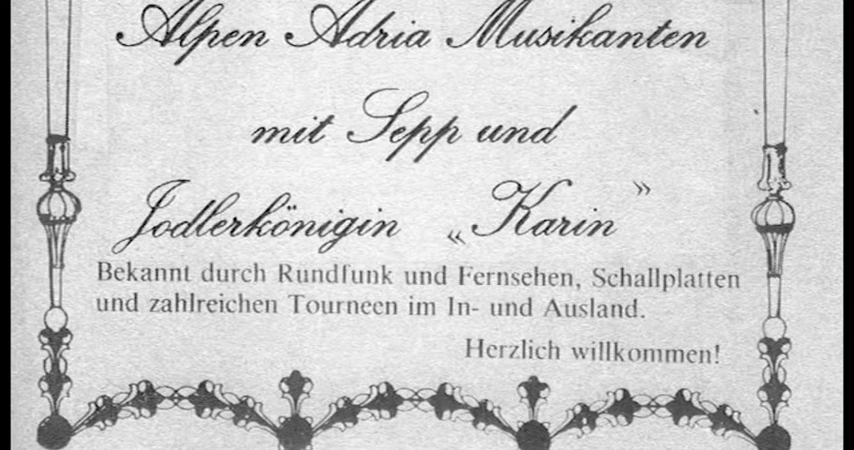 Alpen Adria Musikanten
mit Sepp und
Jodlerkönigin „Karin”
Bekannt durch Rundfunk und Fernsehen, Schallplatten
und zahlreichen Tourneen im In- und Ausland.
Herzlich willkommen!